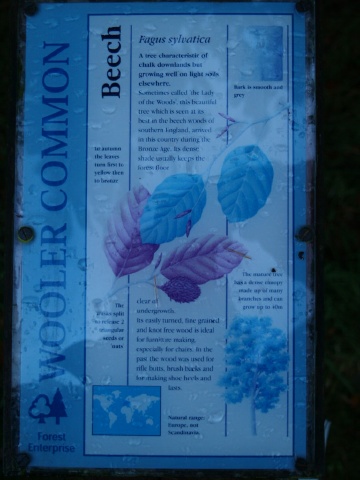 WOOLER COMMON
Forest
Enterprise
Beech
Fagus sylvatica
A tree characteristic of
chalk downlands but
growing well on light soils
elsewhere.
Sometimes called 'the Lady
of the Woods', this beautiful
tree which is seen at its
best in the beech woods of
southern England, arrived
in this country during the
Bronze Age. Its dense
shade usually keeps the
forest floor
clear of
undergrowth.
Its easily turned, fine grained
and knot free wood is ideal
for furniture making
especially for chairs. In the
past the wood was used for
rifle butts, brush backs and
for making shoe heels and
lasts.
Bark is smooth and
grey
In autumn
the leaves
turn first to
yellow then
to bronze
The
split
to release 2
triangular
seeds or
'nuts'
The mature tree
has a dense clump
made up of many
branches and can
grow up to 40m
Natural range:
Europe, not
Scandinavia.